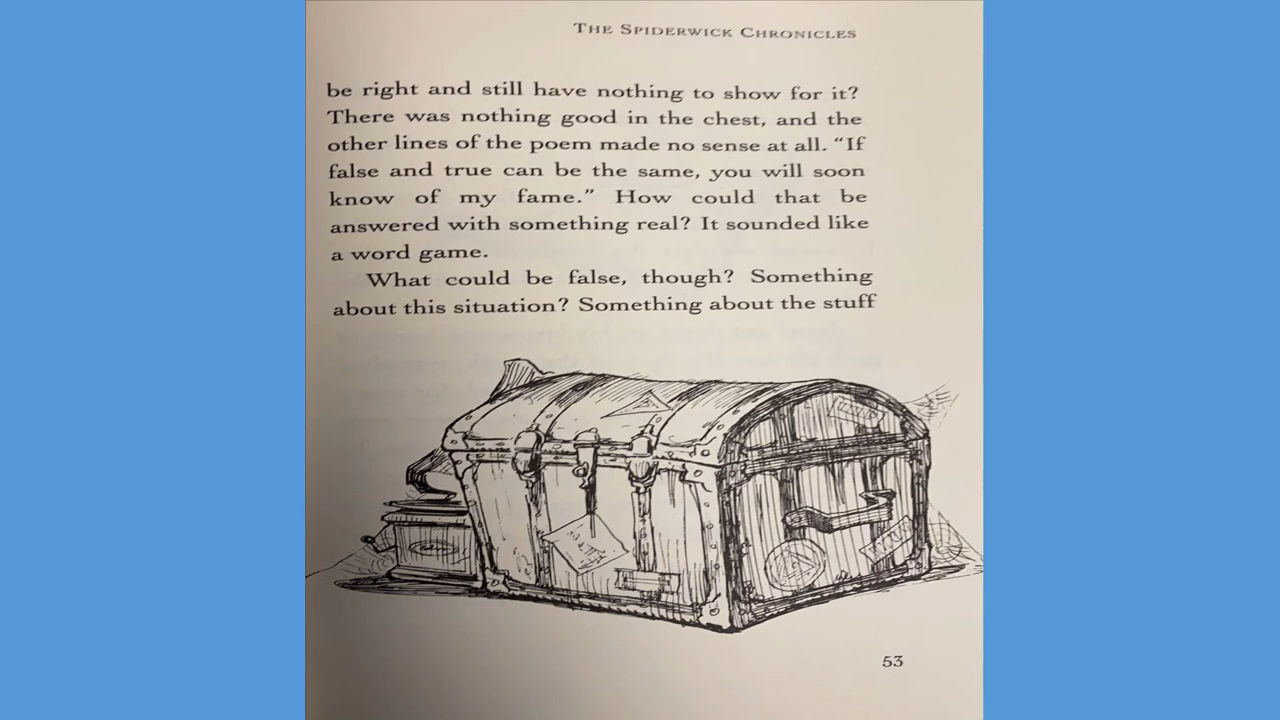 THE SPIDERWICK CHRONICLES
be right and still have nothing to show for it?
There was nothing good in the chest, and the
other lines of the poem made no sense at all. “If
false and true can be the same, you will soon
know of my fame.” How could that be
answered with something real? It sounded like
a word game.
What could be false, though? Something
about this situation? Something about the stuff
53